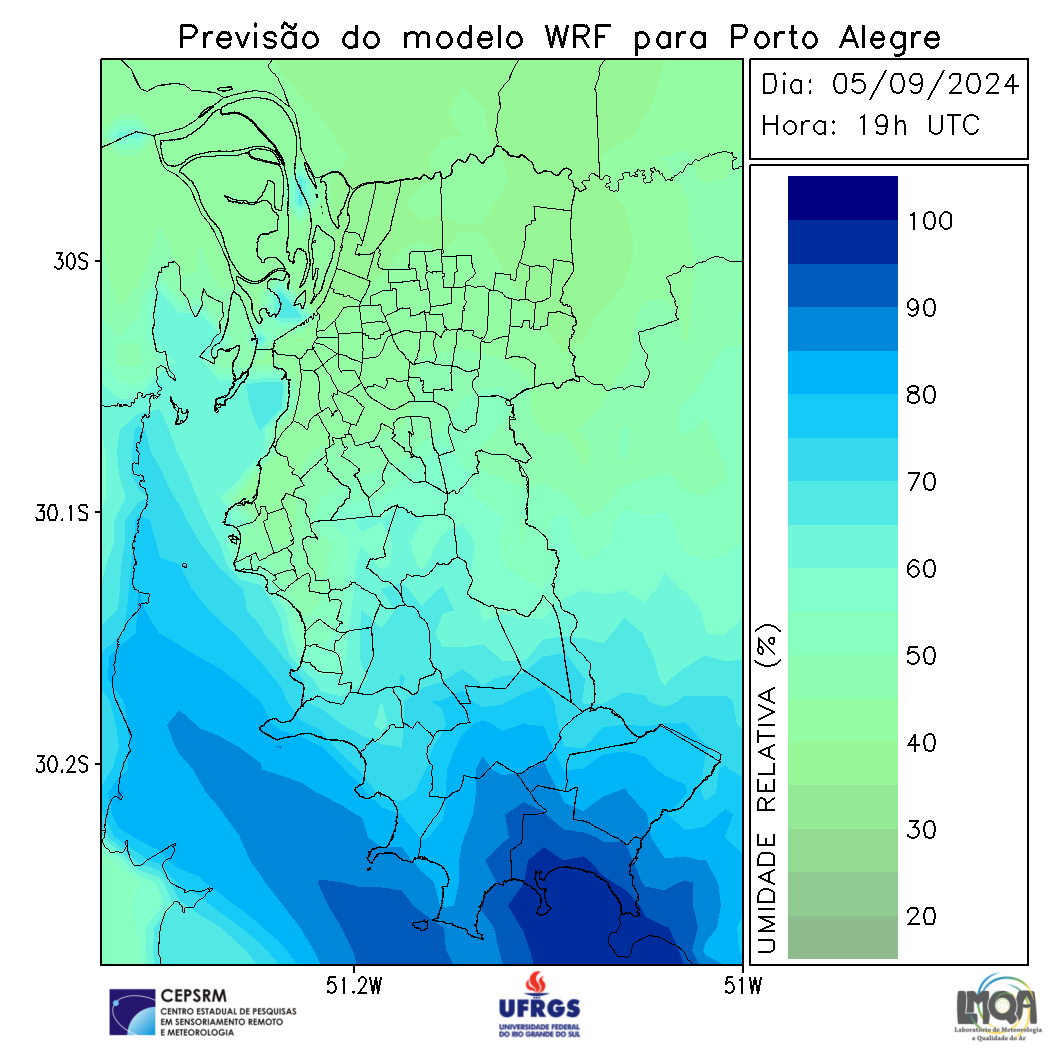 Previsão do modelo WRF para Porto Alegre
Dia: 05/09/2024
Hora: 19h UTC
30S
30.1S
30.2S
51.2W
51W
UMIDADE RELATIVA (%)
100
90
80
70
60
50
40
30
20
CEPSRM
CENTRO ESTADUAL DE PESQUISAS
EM SENSORIAMENTO REMOTO
E METEOROLOGIA
UFRGS
UNIVERSIDADE FEDERAL
DO RIO GRANDE DO SUL
LMQA
Laboratório de Meteorologia
e Qualidade do Ar